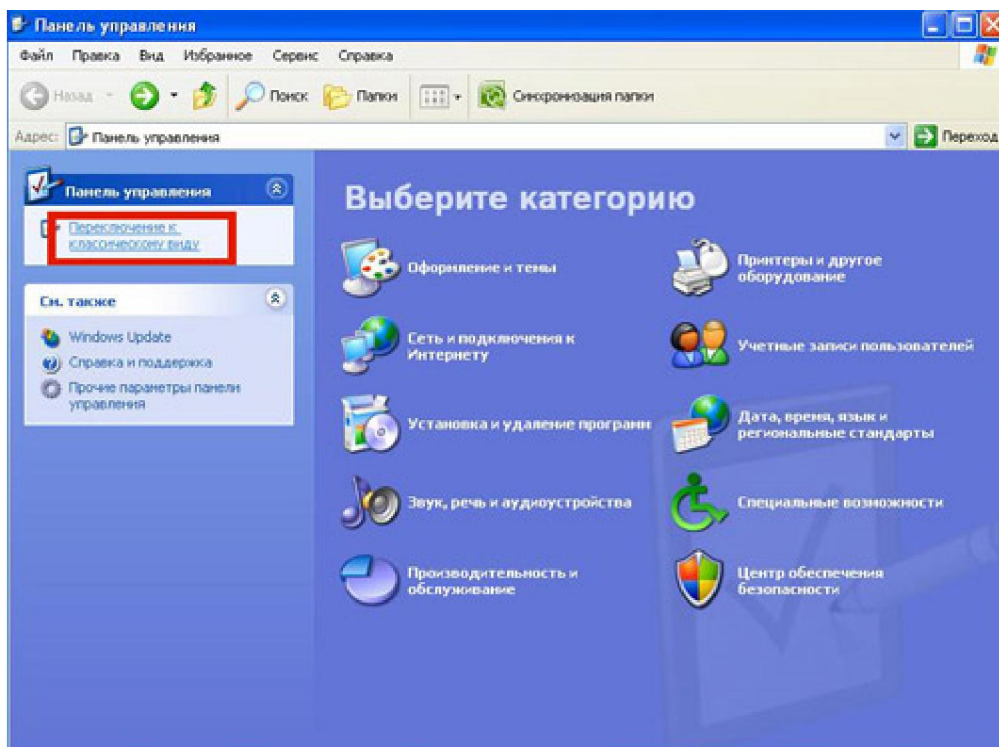 Панель управления
Файл Правка Вид Избранное Сервис Справка
Назад Поиск Папки Синхронизация папки
Адрес: Панель управления Переход
Панель управления
Переключение к
классическому виду
См. также
Windows Update
Справка и поддержка
Прочие параметры панели
управления
Выберите категорию
Оформление и темы
Принтеры и другое
оборудование
Сеть и подключения к
Интернету
Учетные записи пользователей
Установка и удаление программ
Дата, время, язык и
региональные стандарты
Звук, речь и аудиоустройства
Специальные возможности
Производительность и
обслуживание
Центр обеспечения
безопасности